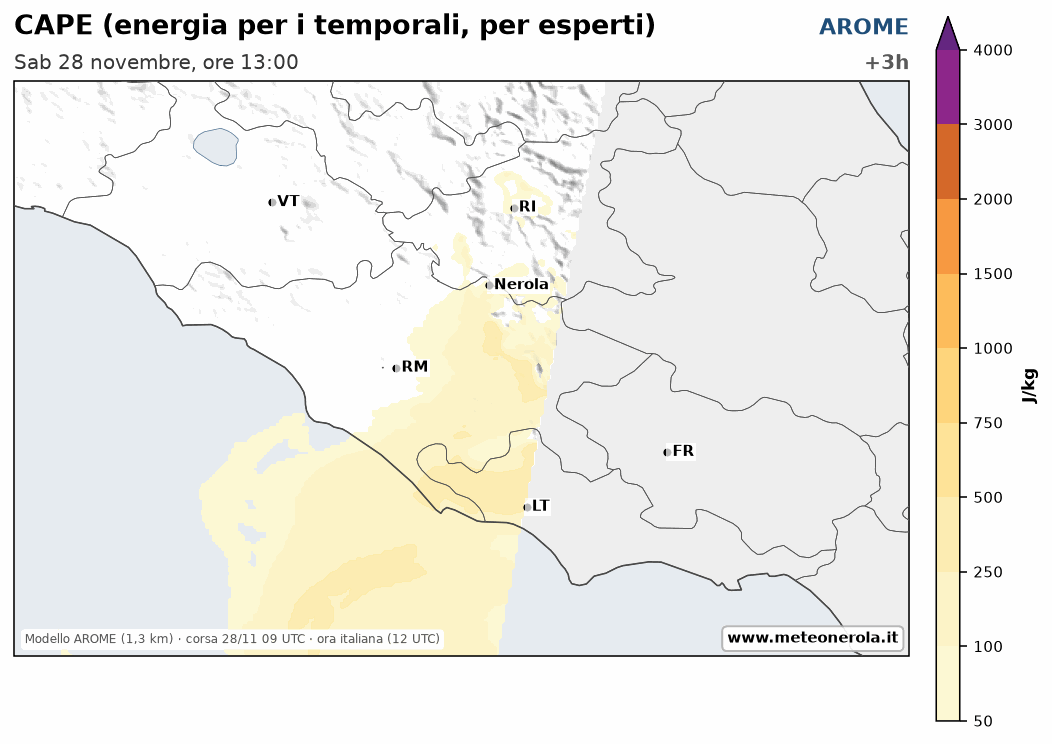 CAPE (energia per i temporali, per esperti)
AROME
Sab 28 novembre, ore 13:00
+3h
4000
3000
2000
1500
1000
750
500
250
100
50
J/kg
VT
RI
Nerola
RM
FR
LT
Modello AROME (1,3 km) · corsa 28/11 09 UTC · ora italiana (12 UTC)
www.meteonerola.it